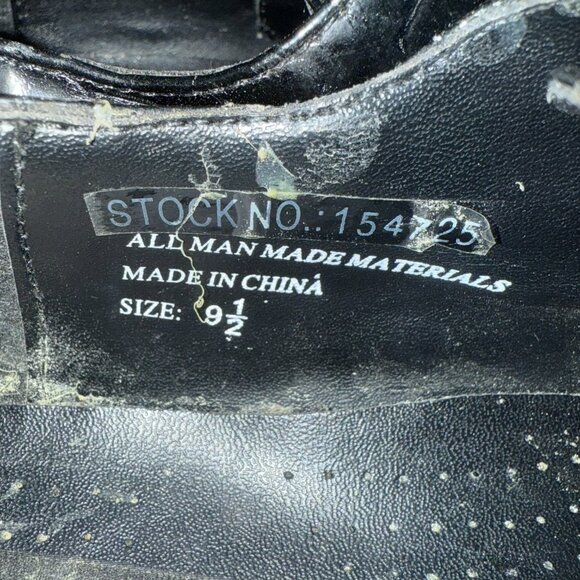 STOCK NO.: 154725
ALL MAN MADE MATERIALS
MADE IN CHINA
SIZE: 9 1/2